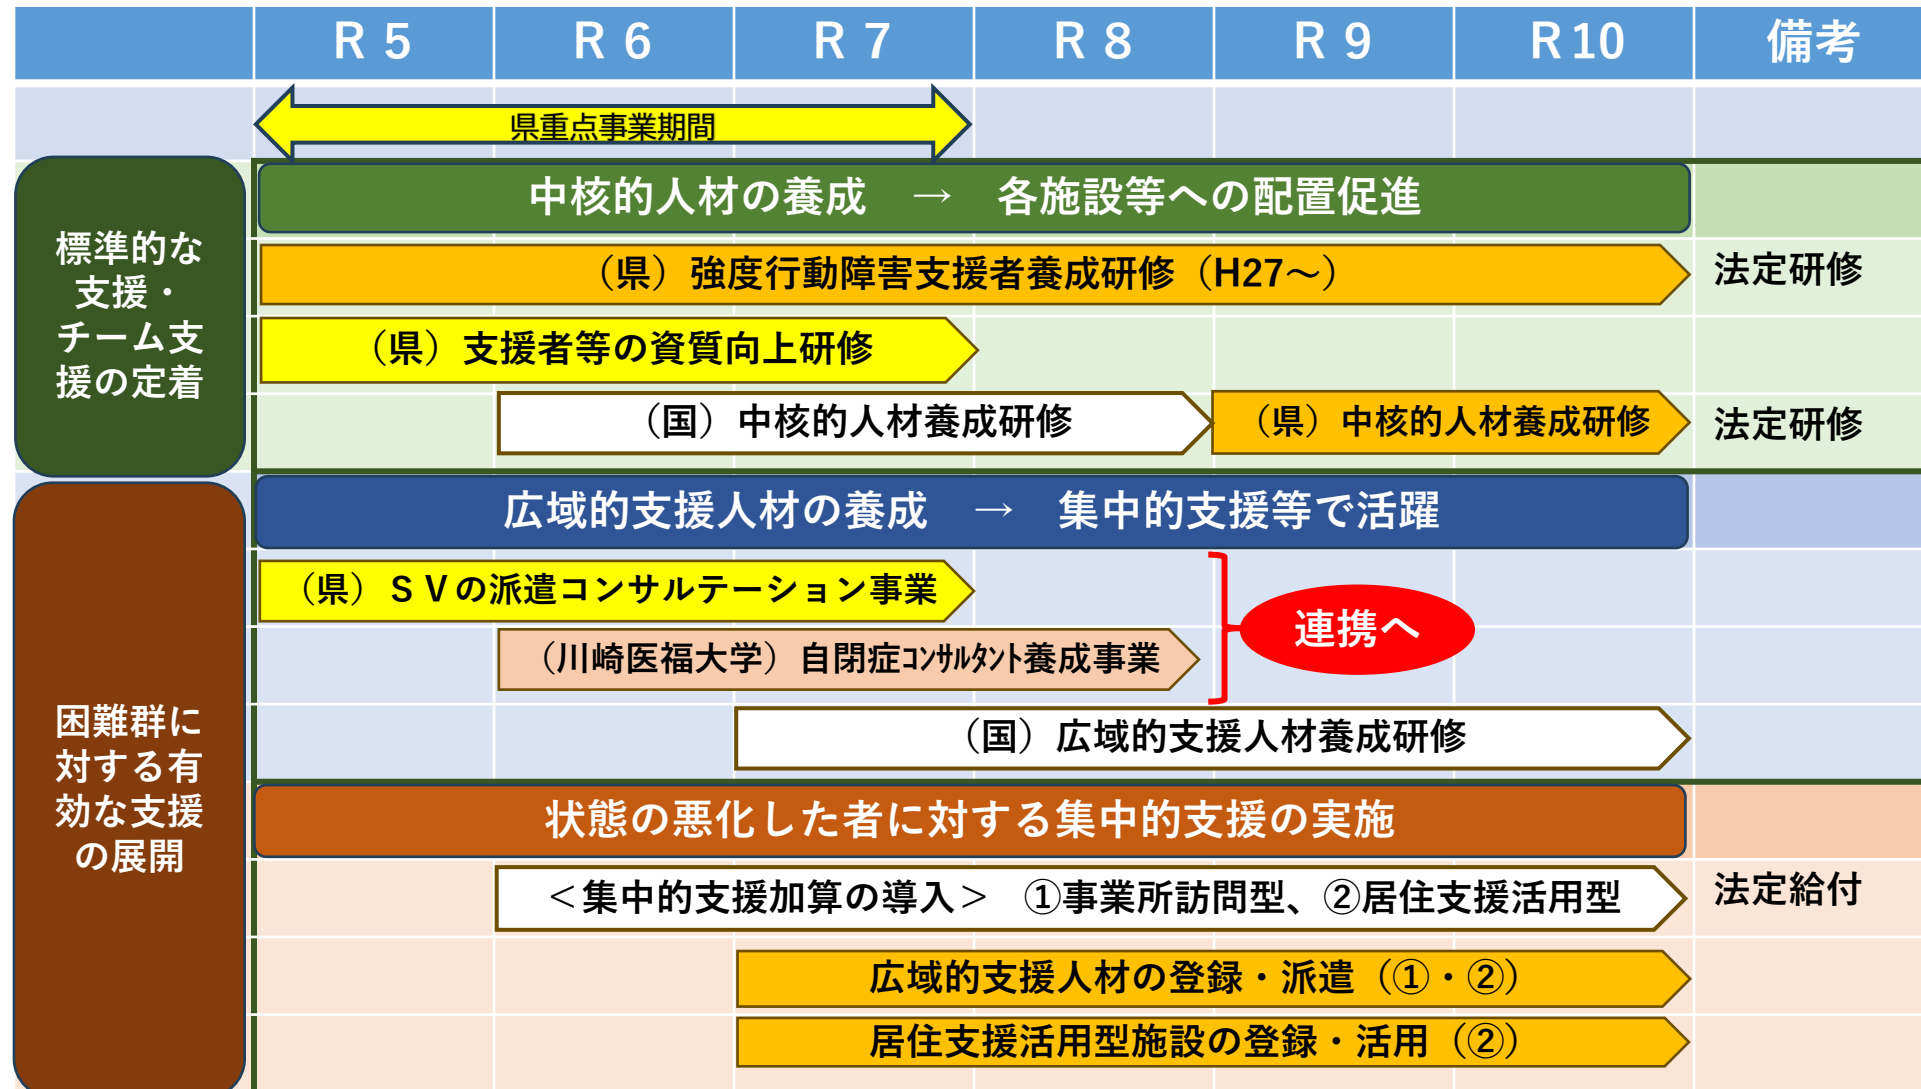 R 5 R 6 R 7 R 8 R 9 R10 備考
県重点事業期間
標準的な
支援・
チーム支
援の定着
中核的人材の養成 → 各施設等への配置促進
（県）強度行動障害支援者養成研修（H27～） 法定研修
（県）支援者等の資質向上研修
（国）中核的人材養成研修 （県）中核的人材養成研修 法定研修
困難群に
対する有
効な支援
の展開
広域的支援人材の養成 → 集中的支援等で活躍
（県）ＳＶの派遣コンサルテーション事業
（川崎医福大学）自閉症ｺﾝｻﾙﾀﾝﾄ養成事業
連携へ
（国）広域的支援人材養成研修
状態の悪化した者に対する集中的支援の実施
＜集中的支援加算の導入＞ ①事業所訪問型、②居住支援活用型 法定給付
広域的支援人材の登録・派遣（①・②）
居住支援活用型施設の登録・活用（②）